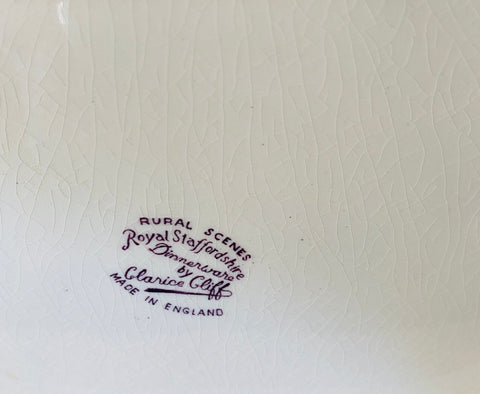 RURAL SCENES
Royal Staffordshire
Dinnerware
by
Clarice Cliff
MADE IN ENGLAND